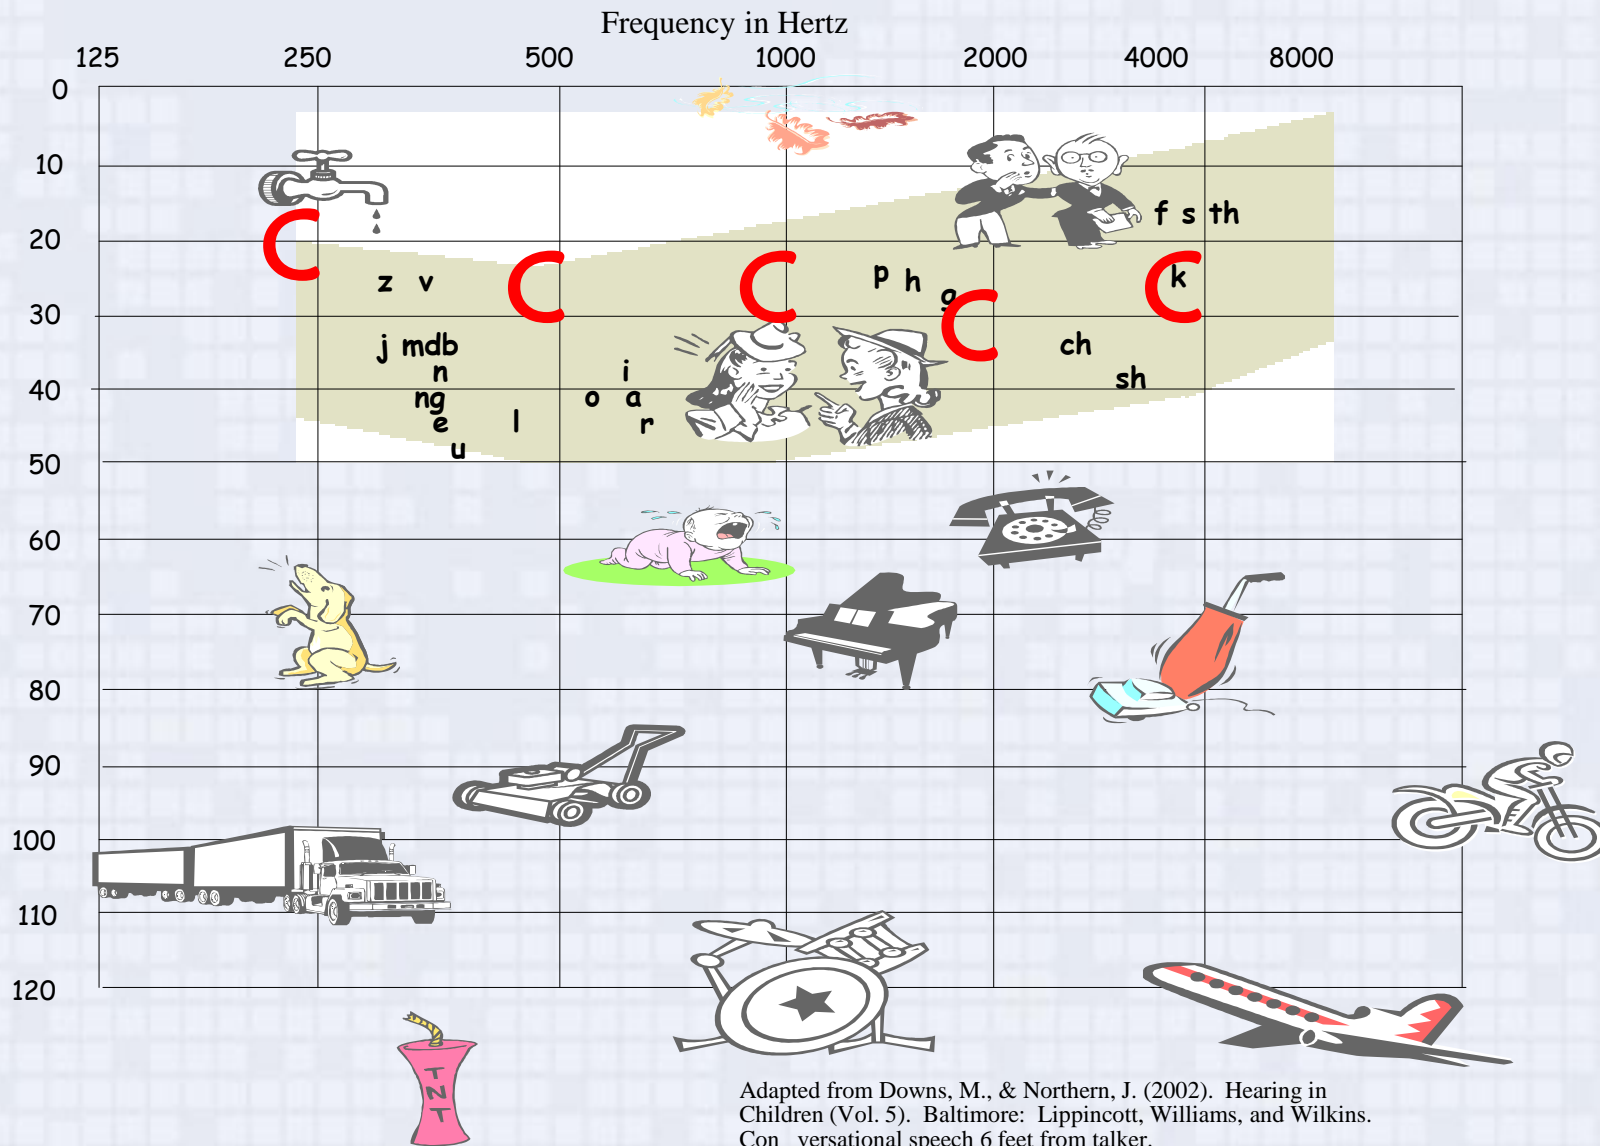 Frequency in Hertz
125 250 500 1000 2000 4000 8000
0
10
f s th
20
z v p h g k
30
j mdb ch
n i sh
40
ng o a
e l r
u
50
60
70
80
90
100
110
120
TNT
Adapted from Downs, M., & Northern, J. (2002). Hearing in
Children (Vol. 5). Baltimore: Lippincott, Williams, and Wilkins.
Con versational speech 6 feet from talker.